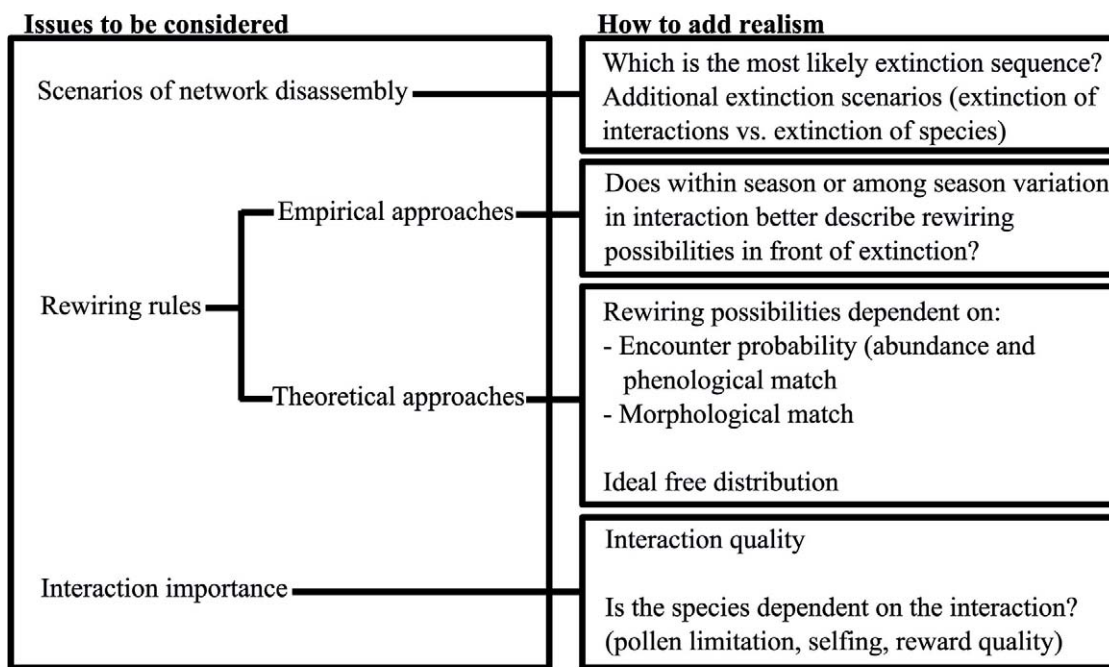 Issues to be considered
How to add realism
Scenarios of network disassembly
Which is the most likely extinction sequence?
Additional extinction scenarios (extinction of
interactions vs. extinction of species)
Rewiring rules
Empirical approaches
Does within season or among season variation
in interaction better describe rewiring
possibilities in front of extinction?
Theoretical approaches
Rewiring possibilities dependent on:
- Encounter probability (abundance and
phenological match
- Morphological match
Ideal free distribution
Interaction importance
Interaction quality
Is the species dependent on the interaction?
(pollen limitation, selfing, reward quality)